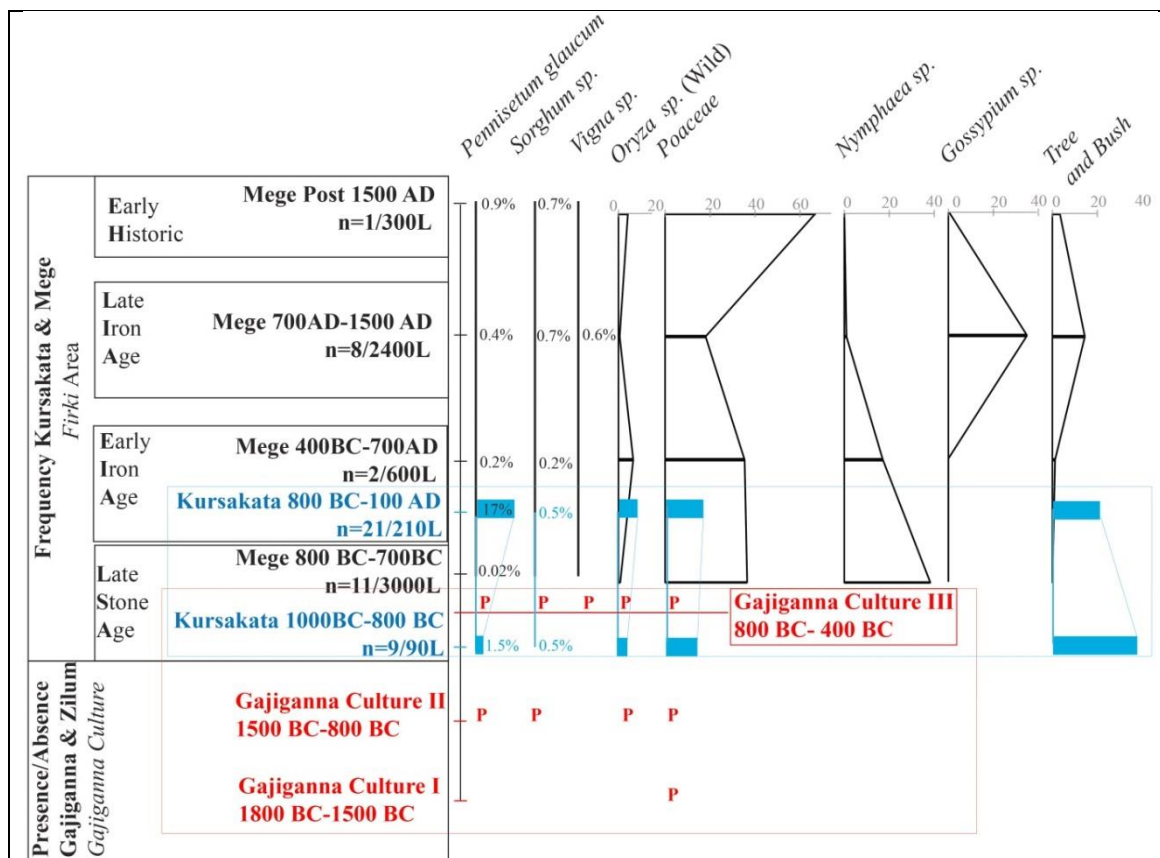 Pennisetum glaucum
Sorghum sp.
Vigna sp.
Oryza sp. (Wild)
Poaceae
Nymphaea sp.
Gossypium sp.
Tree
and Bush
Frequency Kursakata & Mege
Firki Area
Early
Historic
Mege Post 1500 AD
n=1/300L
0.9%
0.7%
0 20
0 20 40 60
0 20 40
0 20 40
0 20 40
Late
Iron
Age
Mege 700AD-1500 AD
n=8/2400L
0.4%
0.7%
0.6%
Early
Iron
Age
Mege 400BC-700AD
n=2/600L
0.2%
0.2%
Kursakata 800 BC-100 AD
n=21/210L
17%
0.5%
Late
Stone
Age
Mege 800 BC-700BC
n=11/3000L
0.02%
P P P P P
Gajiganna Culture III
800 BC- 400 BC
Kursakata 1000BC-800 BC
n=9/90L
1.5%
0.5%
Presence/Absence
Gajiganna & Zilum
Gajiganna Culture
Gajiganna Culture II
1500 BC-800 BC
P P P P
Gajiganna Culture I
1800 BC-1500 BC
P